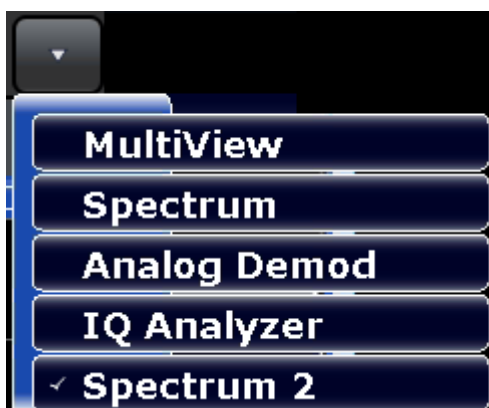 MultiView
Spectrum
Analog Demod
IQ Analyzer
Spectrum 2